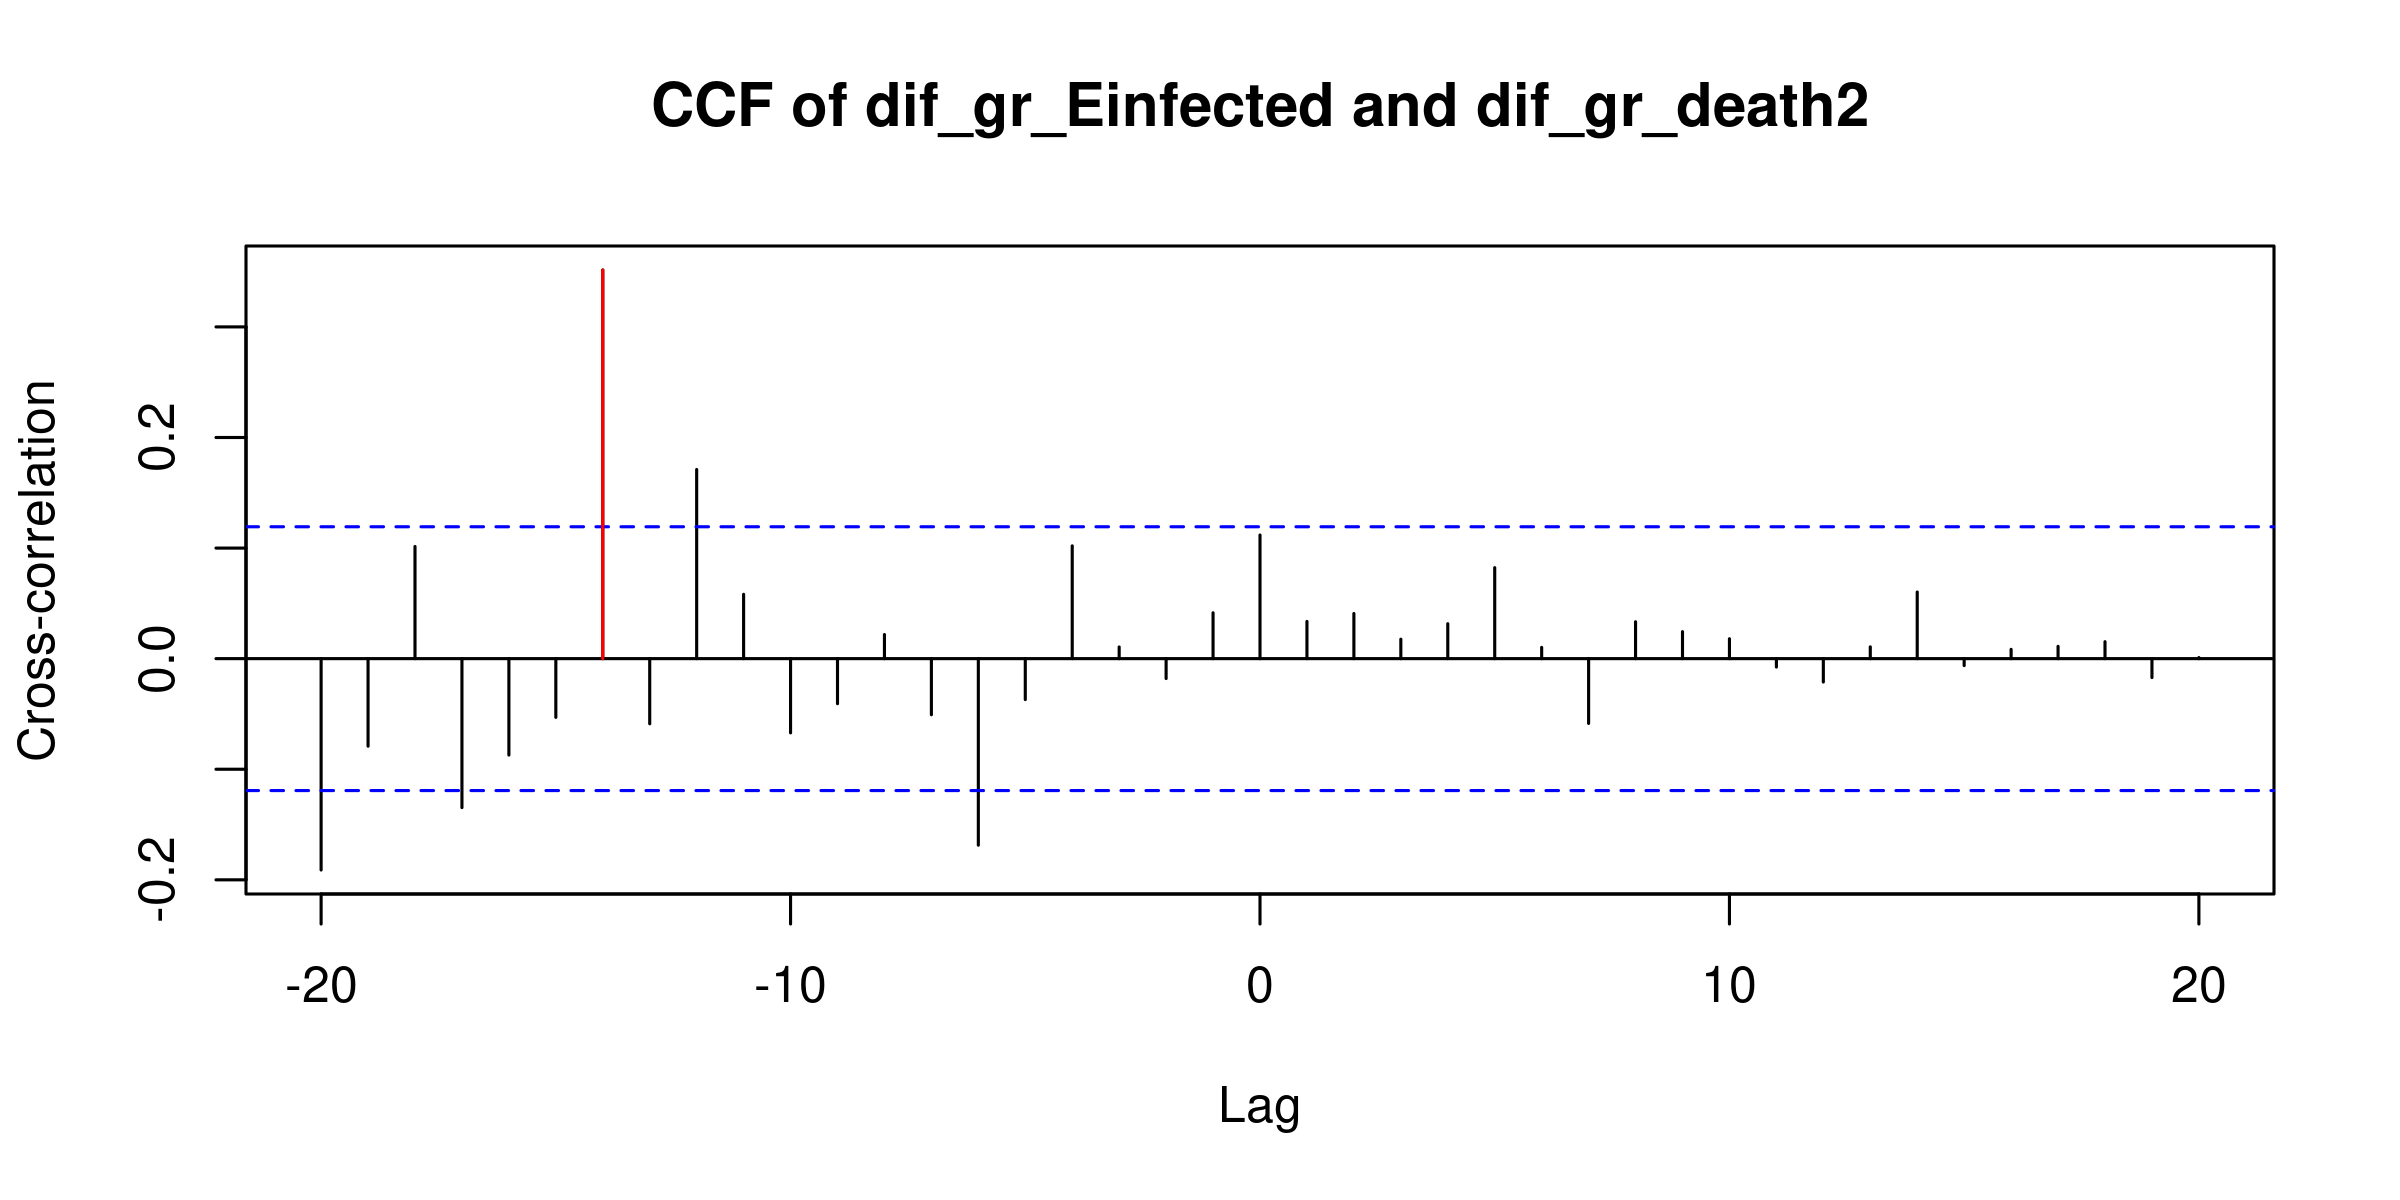 CCF of dif_gr_Einfected and dif_gr_death2
Cross-correlation
0.2
0.0
-0.2
-20
-10
0
10
20
Lag